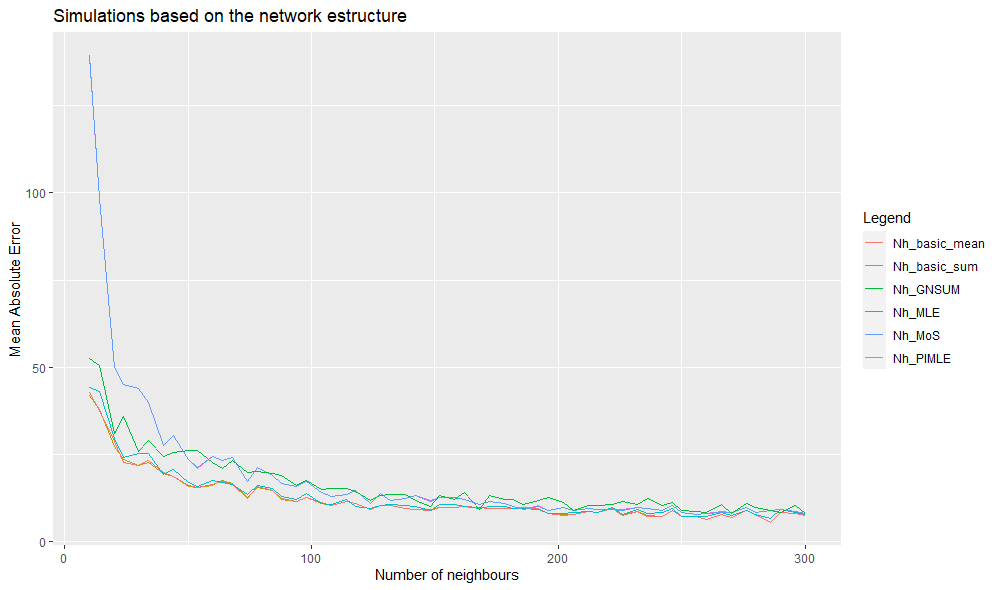 Simulations based on the network estructure
Mean Absolute Error
100
50
0
0
100
200
300
Number of neighbours
Legend
Nh_basic_mean
Nh_basic_sum
Nh_GNSUM
Nh_MLE
Nh_MoS
Nh_PIMLE